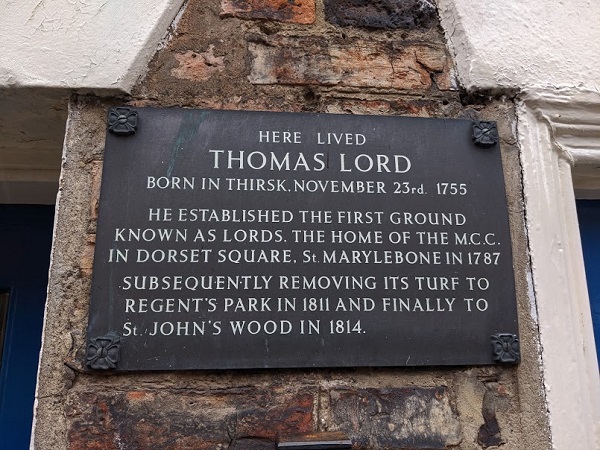 HERE LIVED
THOMAS LORD
BORN IN THIRSK, NOVEMBER 23rd. 1755
HE ESTABLISHED THE FIRST GROUND
KNOWN AS LORDS. THE HOME OF THE M.C.C.
IN DORSET SQUARE, St. MARYLEBONE IN 1787
SUBSEQUENTLY REMOVING ITS TURF TO
REGENT'S PARK IN 1811 AND FINALLY TO
St. JOHN'S WOOD IN 1814.